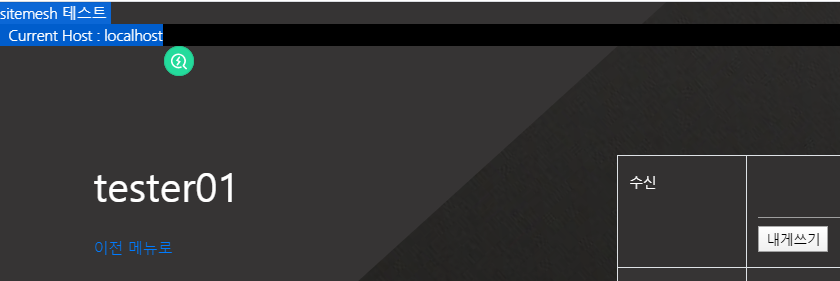 sitemesh 테스트
Current Host : localhost
tester01
이전 메뉴로
수신
내게쓰기